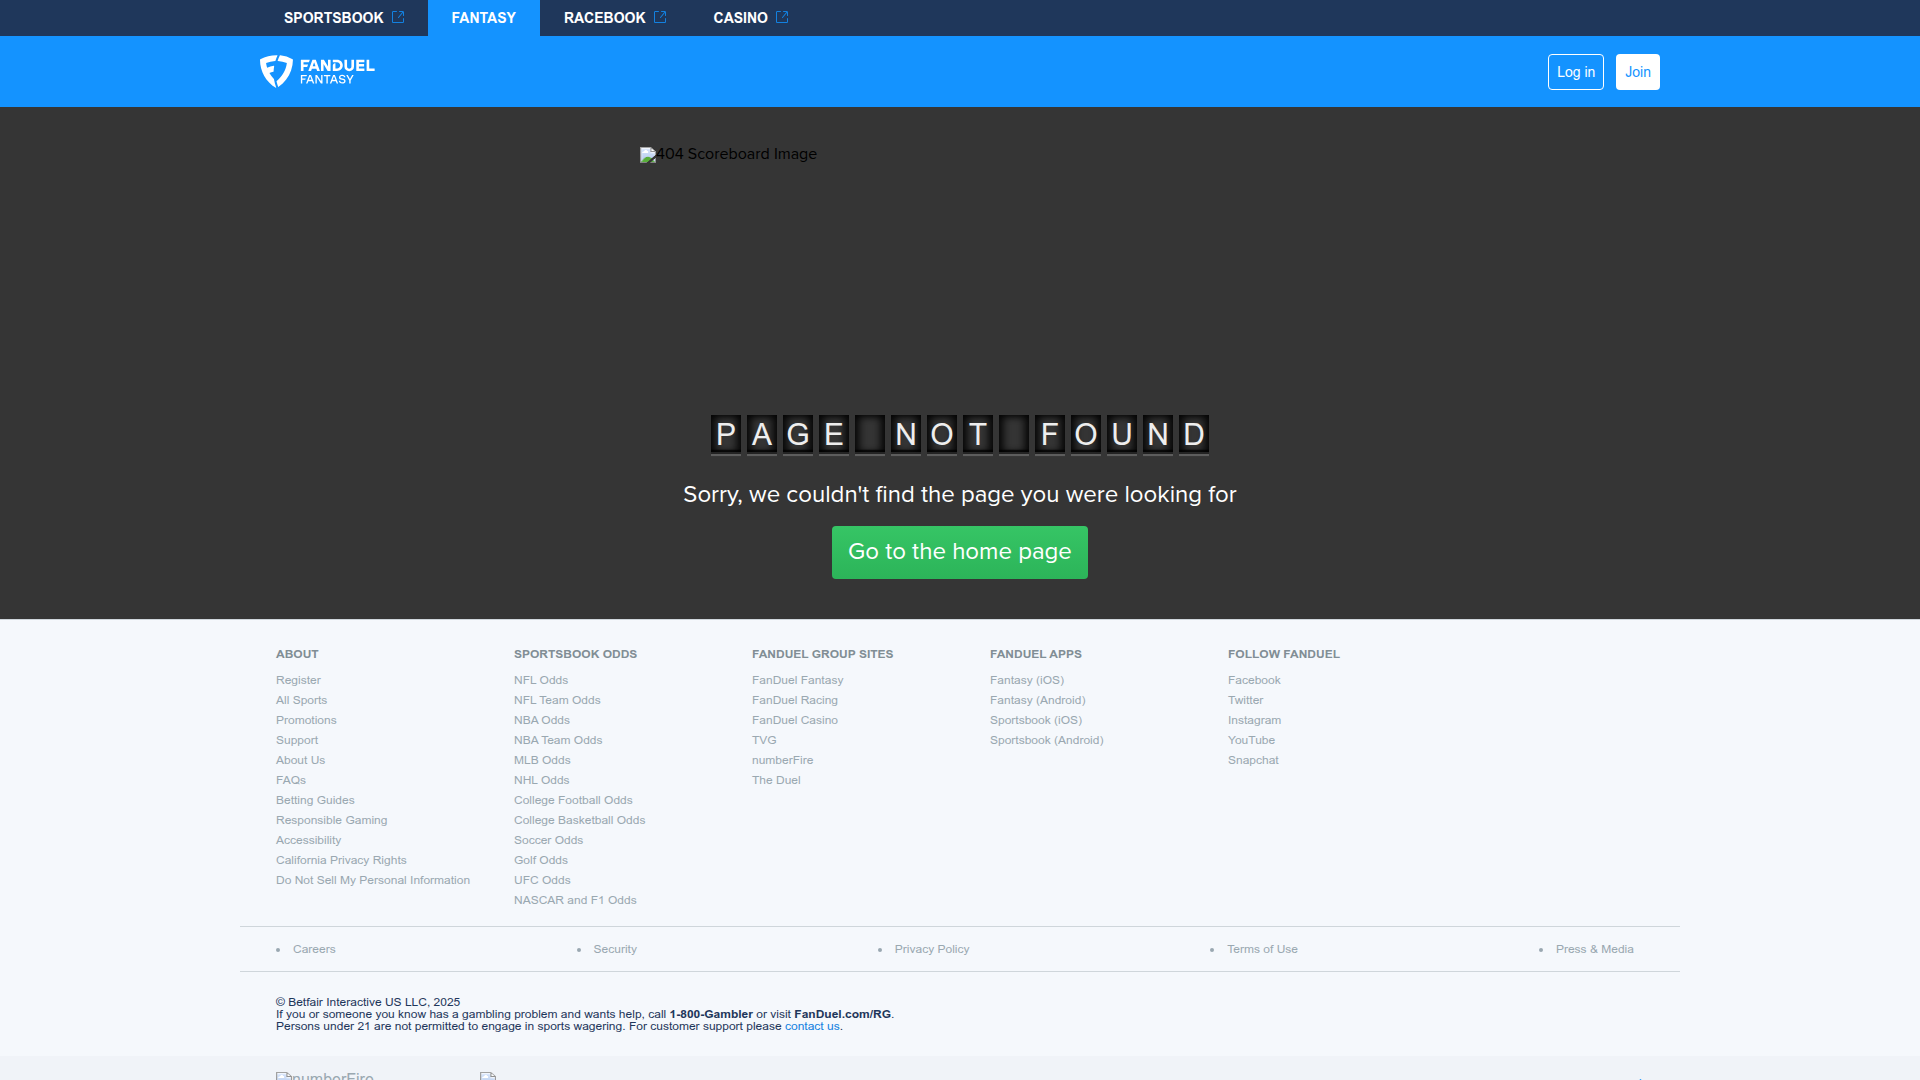 SPORTSBOOK
FANTASY
RACEBOOK
CASINO
FANDUEL
FANTASY
Log in
Join
404 Scoreboard Image
PAGE NOT FOUND
Sorry, we couldn't find the page you were looking for
Go to the home page
ABOUT
Register
All Sports
Promotions
Support
About Us
FAQs
Betting Guides
Responsible Gaming
Accessibility
California Privacy Rights
Do Not Sell My Personal Information
SPORTSBOOK ODDS
NFL Odds
NFL Team Odds
NBA Odds
NBA Team Odds
MLB Odds
NHL Odds
College Football Odds
College Basketball Odds
Soccer Odds
Golf Odds
UFC Odds
NASCAR and F1 Odds
FANDUEL GROUP SITES
FanDuel Fantasy
FanDuel Racing
FanDuel Casino
TVG
numberFire
The Duel
FANDUEL APPS
Fantasy (iOS)
Fantasy (Android)
Sportsbook (iOS)
Sportsbook (Android)
FOLLOW FANDUEL
Facebook
Twitter
Instagram
YouTube
Snapchat
• Careers
• Security
• Privacy Policy
• Terms of Use
• Press & Media
© Betfair Interactive US LLC, 2025
If you or someone you know has a gambling problem and wants help, call 1-800-Gambler or visit FanDuel.com/RG.
Persons under 21 are not permitted to engage in sports wagering. For customer support please contact us.
numberFire